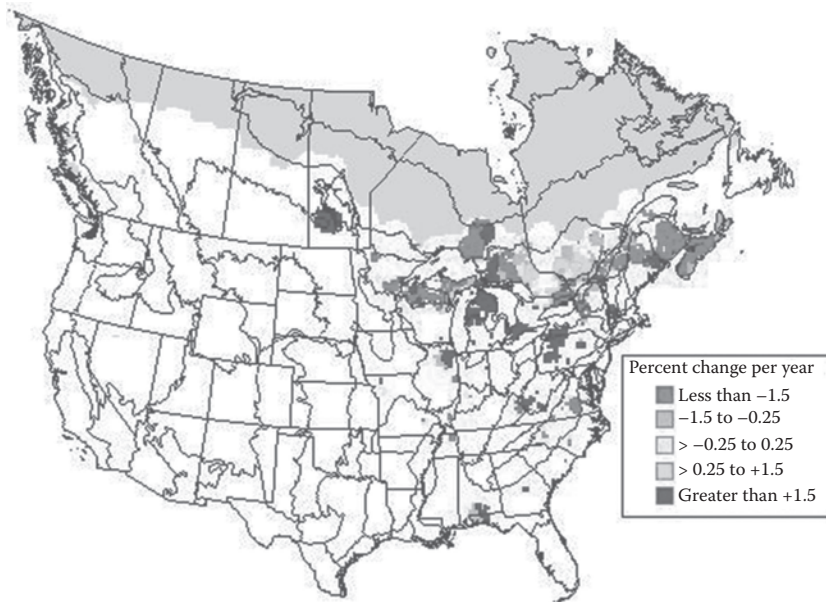 Percent change per year
Less than −1.5
−1.5 to −0.25
> −0.25 to 0.25
> 0.25 to +1.5
Greater than +1.5